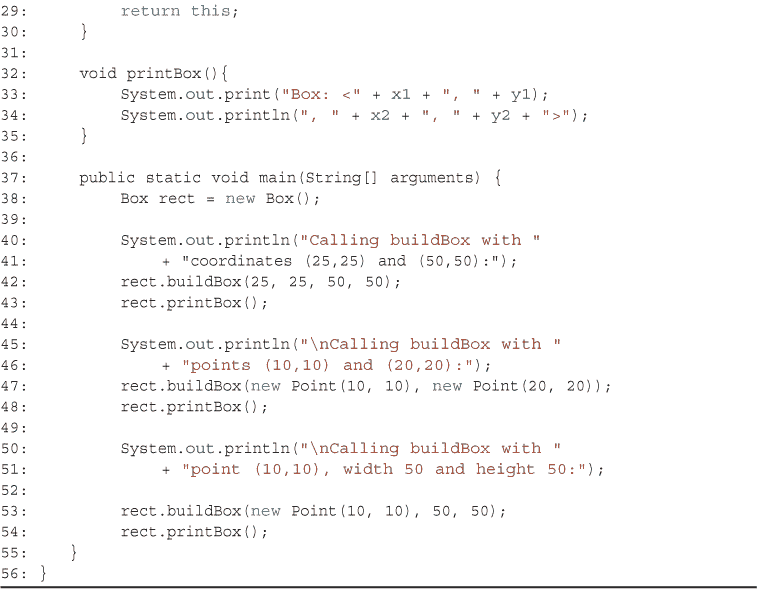 29:         return this;
30:     }
31:
32:     void printBox(){
33:         System.out.print("Box: <" + x1 + ", " + y1);
34:         System.out.println(", " + x2 + ", " + y2 + ">");
35:     }
36:
37:     public static void main(String[] arguments) {
38:         Box rect = new Box();
39:
40:         System.out.println("Calling buildBox with "
41:             + "coordinates (25,25) and (50,50):");
42:         rect.buildBox(25, 25, 50, 50);
43:         rect.printBox();
44:
45:         System.out.println("\nCalling buildBox with "
46:             + "points (10,10) and (20,20):");
47:         rect.buildBox(new Point(10, 10), new Point(20, 20));
48:         rect.printBox();
49:
50:         System.out.println("\nCalling buildBox with "
51:             + "point (10,10), width 50 and height 50:");
52:
53:         rect.buildBox(new Point(10, 10), 50, 50);
54:         rect.printBox();
55:    }
56: }